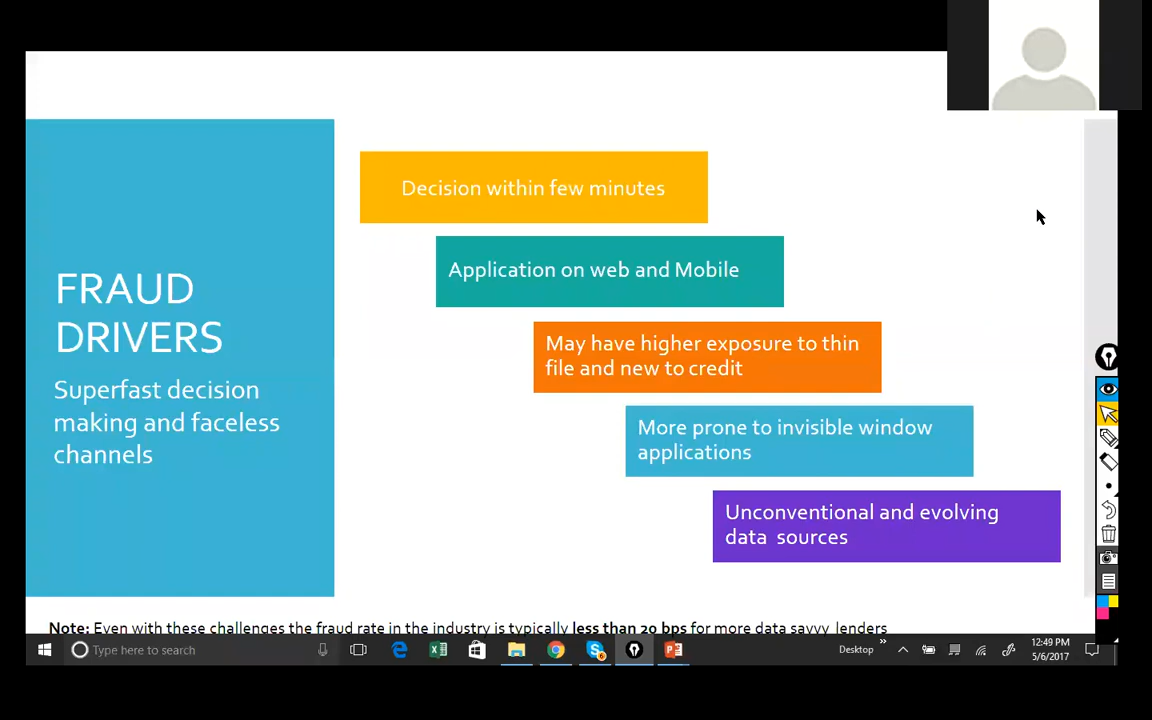 FRAUD
DRIVERS
Superfast decision
making and faceless
channels
Decision within few minutes
Application on web and Mobile
May have higher exposure to thin
file and new to credit
More prone to invisible window
applications
Unconventional and evolving
data sources
Note: Even with these challenges the fraud rate in the industry is typically less than 20 bps for more data savvy lenders
Type here to search
Desktop
12:49 PM
5/6/2017